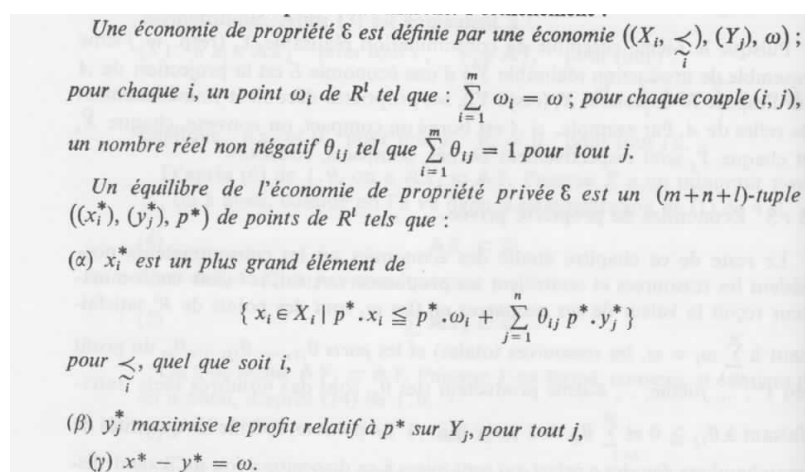 Une économie de propriété ℰ est définie par une économie ((Xᵢ, ≾ᵢ), (Yⱼ), ω) ;
pour chaque i, un point ωᵢ de Rˡ tel que : ∑ᵢ₌₁ᵐ ωᵢ = ω ; pour chaque couple (i, j),
un nombre réel non négatif θᵢⱼ tel que ∑ᵢ₌₁ᵐ θᵢⱼ = 1 pour tout j.
Un équilibre de l'économie de propriété privée ℰ est un (m+n+l)-tuple
((xᵢ*), (yⱼ*), p*) de points de Rˡ tels que :
(α) xᵢ* est un plus grand élément de
{ xᵢ ∈ Xᵢ | p* . xᵢ ≦ p* . ωᵢ + ∑ⱼ₌₁ⁿ θᵢⱼ p* . yⱼ* }
pour ≾ᵢ, quel que soit i,
(β) yⱼ* maximise le profit relatif à p* sur Yⱼ, pour tout j,
(γ) x* − y* = ω.